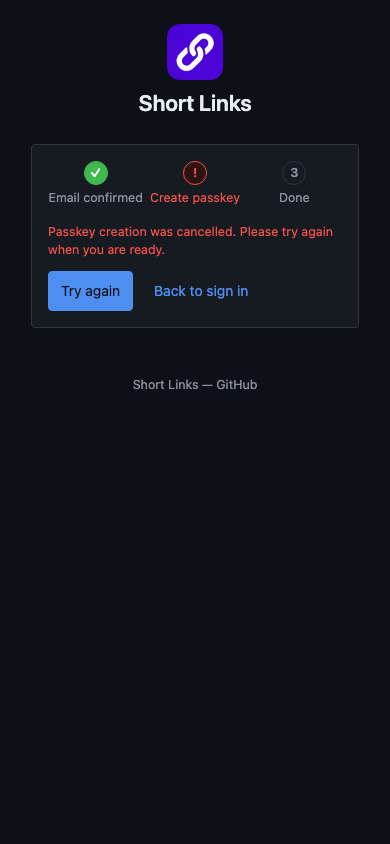 Short Links
!
3
Email confirmed
Create passkey
Done
Passkey creation was cancelled. Please try again
when you are ready.
Try again
Back to sign in
Short Links — GitHub